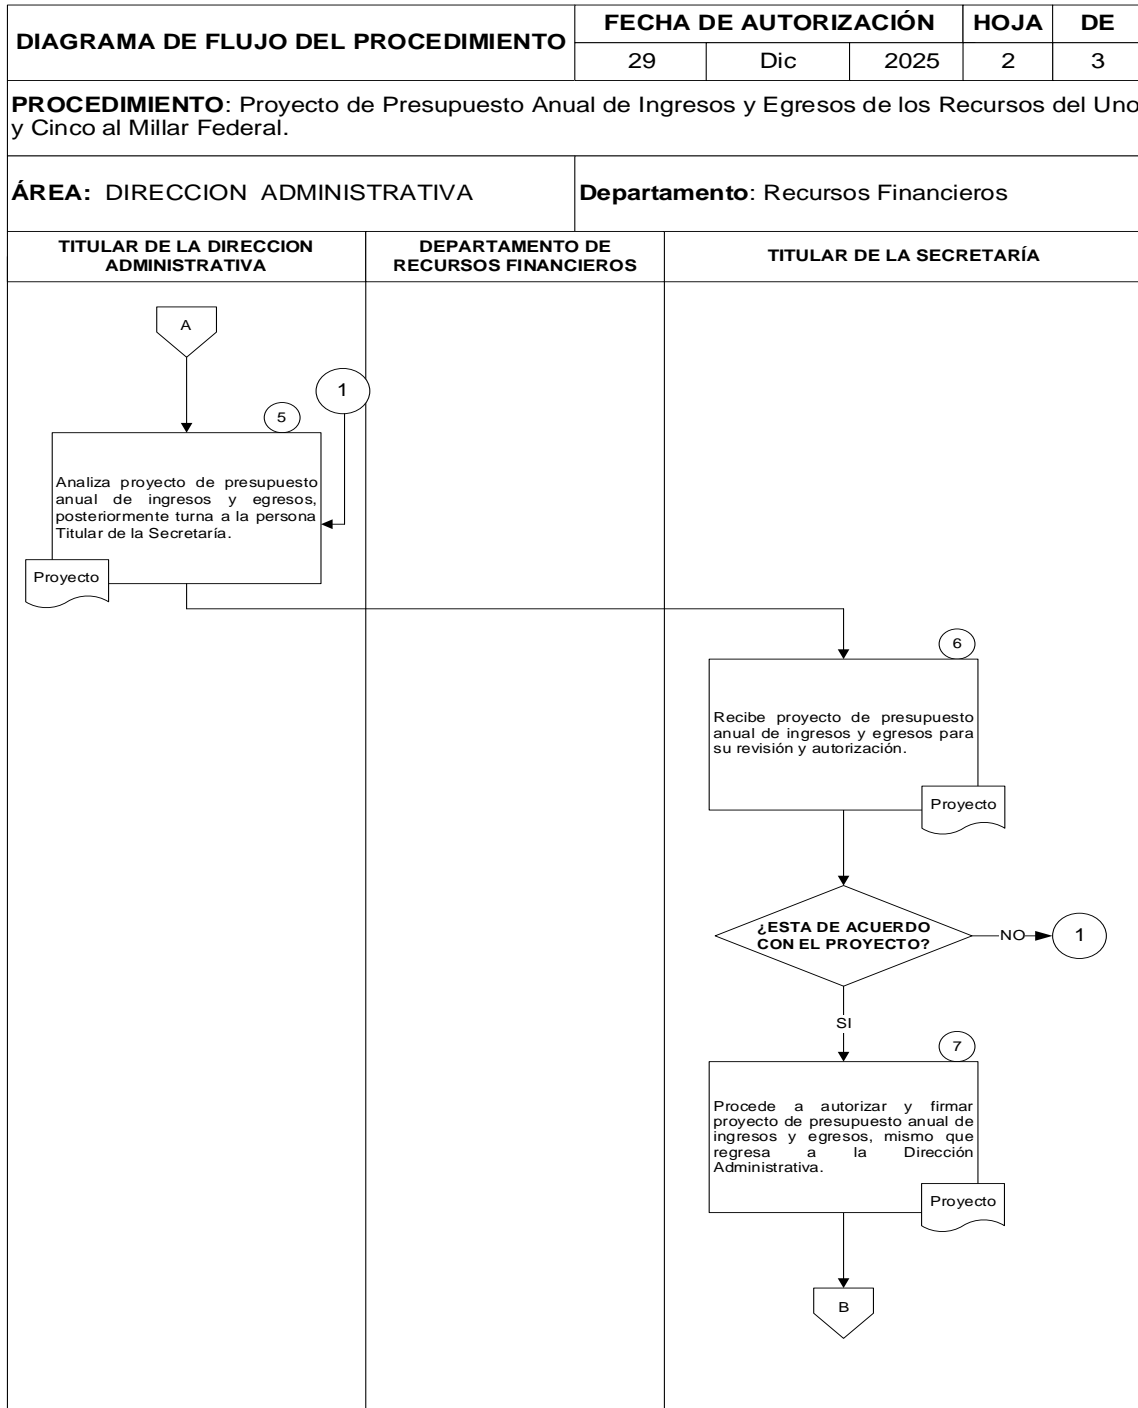 DIAGRAMA DE FLUJO DEL PROCEDIMIENTO
FECHA DE AUTORIZACIÓN
HOJA
DE
29
Dic
2025
2
3
PROCEDIMIENTO: Proyecto de Presupuesto Anual de Ingresos y Egresos de los Recursos del Uno
y Cinco al Millar Federal.
ÁREA: DIRECCION ADMINISTRATIVA
Departamento: Recursos Financieros
TITULAR DE LA DIRECCION
ADMINISTRATIVA
DEPARTAMENTO DE
RECURSOS FINANCIEROS
TITULAR DE LA SECRETARÍA
A
1
5
Analiza proyecto de presupuesto
anual de ingresos y egresos,
posteriormente turna a la persona
Titular de la Secretaría.
Proyecto
6
Recibe proyecto de presupuesto
anual de ingresos y egresos para
su revisión y autorización.
Proyecto
¿ESTA DE ACUERDO
CON EL PROYECTO?
NO
1
SI
7
Procede a autorizar y firmar
proyecto de presupuesto anual de
ingresos y egresos, mismo que
regresa a la Dirección
Administrativa.
Proyecto
B